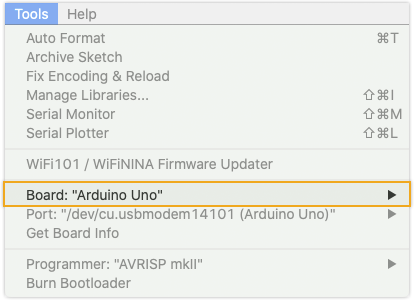 Tools Help
Auto Format ⌘T
Archive Sketch
Fix Encoding & Reload
Manage Libraries... ⇧⌘I
Serial Monitor ⇧⌘M
Serial Plotter ⇧⌘L
WiFi101 / WiFiNINA Firmware Updater
Board: "Arduino Uno" ▶
Port: "/dev/cu.usbmodem14101 (Arduino Uno)" ▶
Get Board Info
Programmer: "AVRISP mkII" ▶
Burn Bootloader